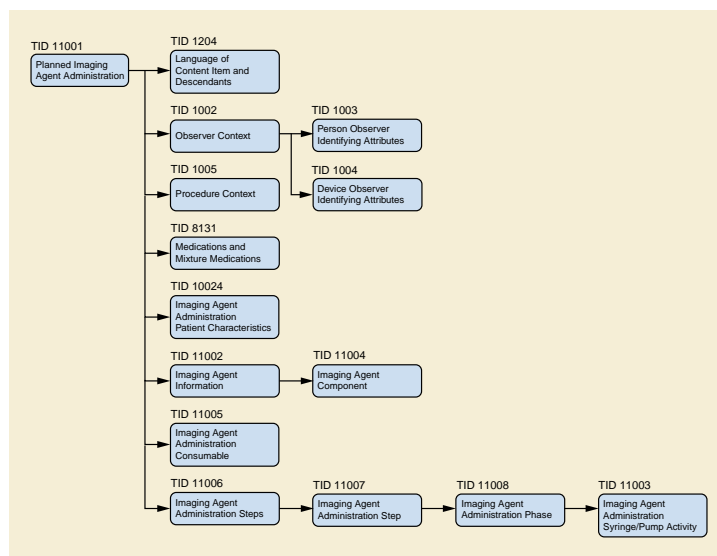 TID 11001
Planned Imaging
Agent Administration
TID 1204
Language of
Content Item and
Descendants
TID 1002
Observer Context
TID 1003
Person Observer
Identifying Attributes
TID 1004
Device Observer
Identifying Attributes
TID 1005
Procedure Context
TID 8131
Medications and
Mixture Medications
TID 10024
Imaging Agent
Administration
Patient Characteristics
TID 11002
Imaging Agent
Information
TID 11004
Imaging Agent
Component
TID 11005
Imaging Agent
Administration
Consumable
TID 11006
Imaging Agent
Administration Steps
TID 11007
Imaging Agent
Administration Step
TID 11008
Imaging Agent
Administration Phase
TID 11003
Imaging Agent
Administration
Syringe/Pump Activity